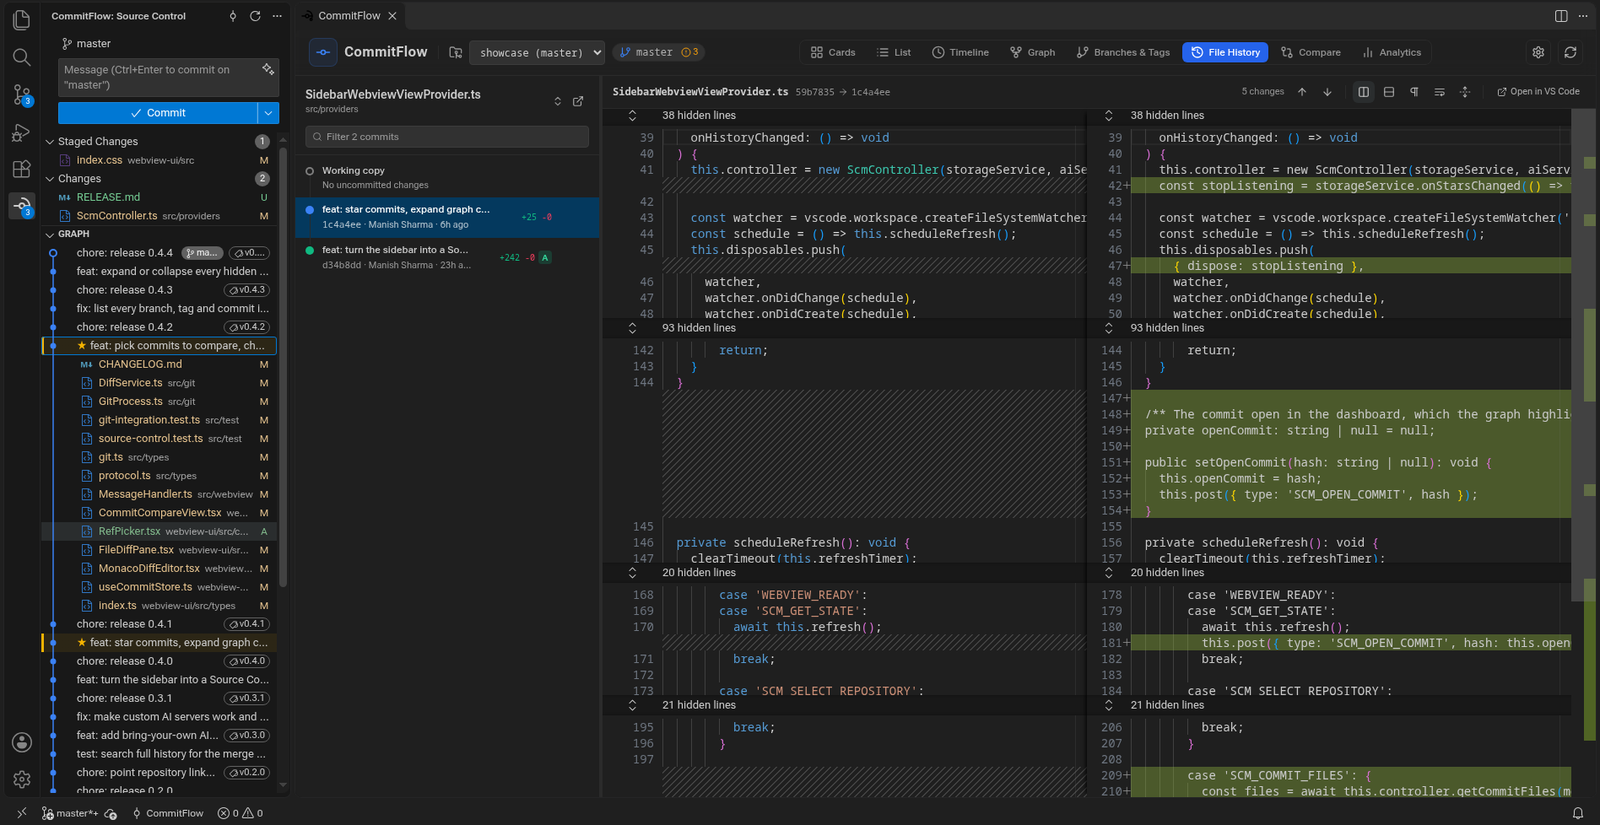 CommitFlow: Source Control
master
Message (Ctrl+Enter to commit on "master")
Commit
Staged Changes 1
Index.css webview-ui/src M
Changes 2
RELEASE.md U
ScmController.ts src/providers M
GRAPH
chore: release 0.4.4 ma... v0....
feat: expand or collapse every hidden ...
chore: release 0.4.3 v0.4.3
fix: list every branch, tag and commit i...
chore: release 0.4.2 v0.4.2
feat: pick commits to compare, ch...
CHANGELOG.md M
DiffService.ts src/git M
GitProcess.ts src/git M
git-integration.test.ts src/test M
source-control.test.ts src/test M
git.ts src/types M
protocol.ts src/types M
MessageHandler.ts src/webview M
CommitCompareView.tsx we... M
RefPicker.tsx webview-ui/src/c... A
FileDiffPane.tsx webview-ui/sr... M
MonacoDiffEditor.tsx webview... M
useCommitStore.ts webview-... M
index.ts webview-ui/src/types M
chore: release 0.4.1 v0.4.1
feat: star commits, expand graph c...
chore: release 0.4.0 v0.4.0
feat: turn the sidebar into a Source Co...
chore: release 0.3.1 v0.3.1
fix: make custom AI servers work and ...
feat: add bring-your-own AI... v0.3.0
test: search full history for the merge ...
chore: point repository link... v0.2.0
chore: release 0.2.0
3
3
master*+
CommitFlow
0 0
CommitFlow
CommitFlow
showcase (master)
master 3
Cards
List
Timeline
Graph
Branches & Tags
File History
Compare
Analytics
SidebarWebviewViewProvider.ts
src/providers
Filter 2 commits
Working copy
No uncommitted changes
feat: star commits, expand graph c...
1c4a4ee · Manish Sharma · 6h ago
+25 -0
feat: turn the sidebar into a So...
d34b8dd · Manish Sharma · 23h a...
+242 -0 A
SidebarWebviewViewProvider.ts 59b7835 → 1c4a4ee
5 changes
Open in VS Code
38 hidden lines
39 onHistoryChanged: () => void
40 ) {
41 this.controller = new ScmController(storageService, aiSe
42
43 const watcher = vscode.workspace.createFileSystemWatcher
44 const schedule = () => this.scheduleRefresh();
45 this.disposables.push(
46 watcher,
47 watcher.onDidChange(schedule),
48 watcher.onDidCreate(schedule),
93 hidden lines
142 return;
143 }
144 }
145
146 private scheduleRefresh(): void {
147 clearTimeout(this.refreshTimer);
20 hidden lines
168 case 'WEBVIEW_READY':
169 case 'SCM_GET_STATE':
170 await this.refresh();
171 break;
172
173 case 'SCM_SELECT_REPOSITORY':
21 hidden lines
195 break;
196 }
197
38 hidden lines
39 onHistoryChanged: () => void
40 ) {
41 this.controller = new ScmController(storageService, aiServ
42+ const stopListening = storageService.onStarsChanged(() =>
43
44 const watcher = vscode.workspace.createFileSystemWatcher('
45 const schedule = () => this.scheduleRefresh();
46 this.disposables.push(
47+ { dispose: stopListening },
48 watcher,
49 watcher.onDidChange(schedule),
50 watcher.onDidCreate(schedule),
93 hidden lines
144 return;
145 }
146 }
147+
148+ /** The commit open in the dashboard, which the graph highli
149+ private openCommit: string | null = null;
150+
151+ public setOpenCommit(hash: string | null): void {
152+ this.openCommit = hash;
153+ this.post({ type: 'SCM_OPEN_COMMIT', hash });
154+ }
155
156 private scheduleRefresh(): void {
157 clearTimeout(this.refreshTimer);
20 hidden lines
178 case 'WEBVIEW_READY':
179 case 'SCM_GET_STATE':
180 await this.refresh();
181+ this.post({ type: 'SCM_OPEN_COMMIT', hash: this.open
182 break;
183
184 case 'SCM_SELECT_REPOSITORY':
21 hidden lines
206 break;
207 }
208
209+ case 'SCM_COMMIT_FILES': {
210+ const files = await this.controller.getCommitFiles(m